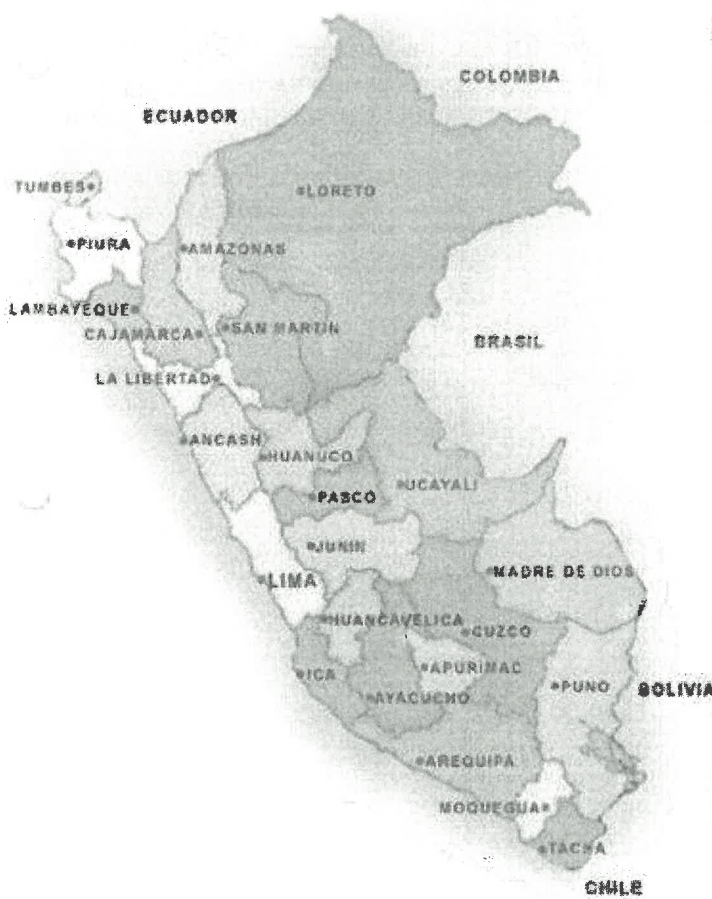 COLOMBIA
ECUADOR
TUMBES
LORETO
PIURA
AMAZONAS
LAMBAYEQUE
SAN MARTIN
CAJAMARCA
BRASIL
LA LIBERTAD
ANCASH
HUANUCO
UCAYALI
PASCO
JUNIN
MADRE DE DIOS
LIMA
HUANCAVELICA
CUZCO
ICA
APURIMAC
PUNO
BOLIVIA
AYACUCHO
AREQUIPA
MOQUEGUA
TACNA
CHILE